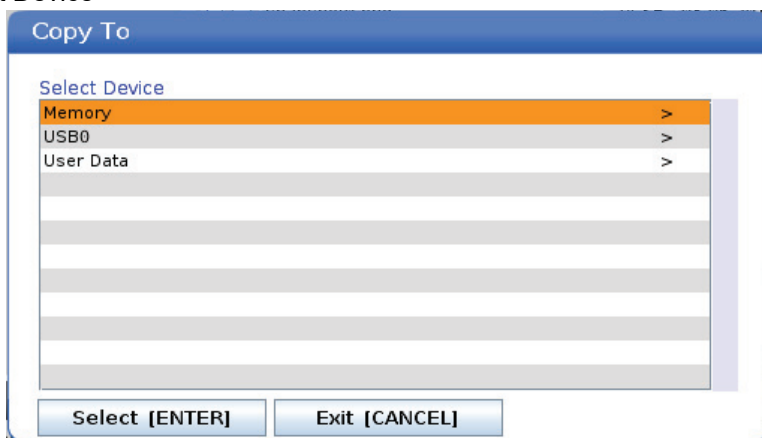 Copy To
Select Device
Memory >
USB0 >
User Data >
Select [ENTER] Exit [CANCEL]